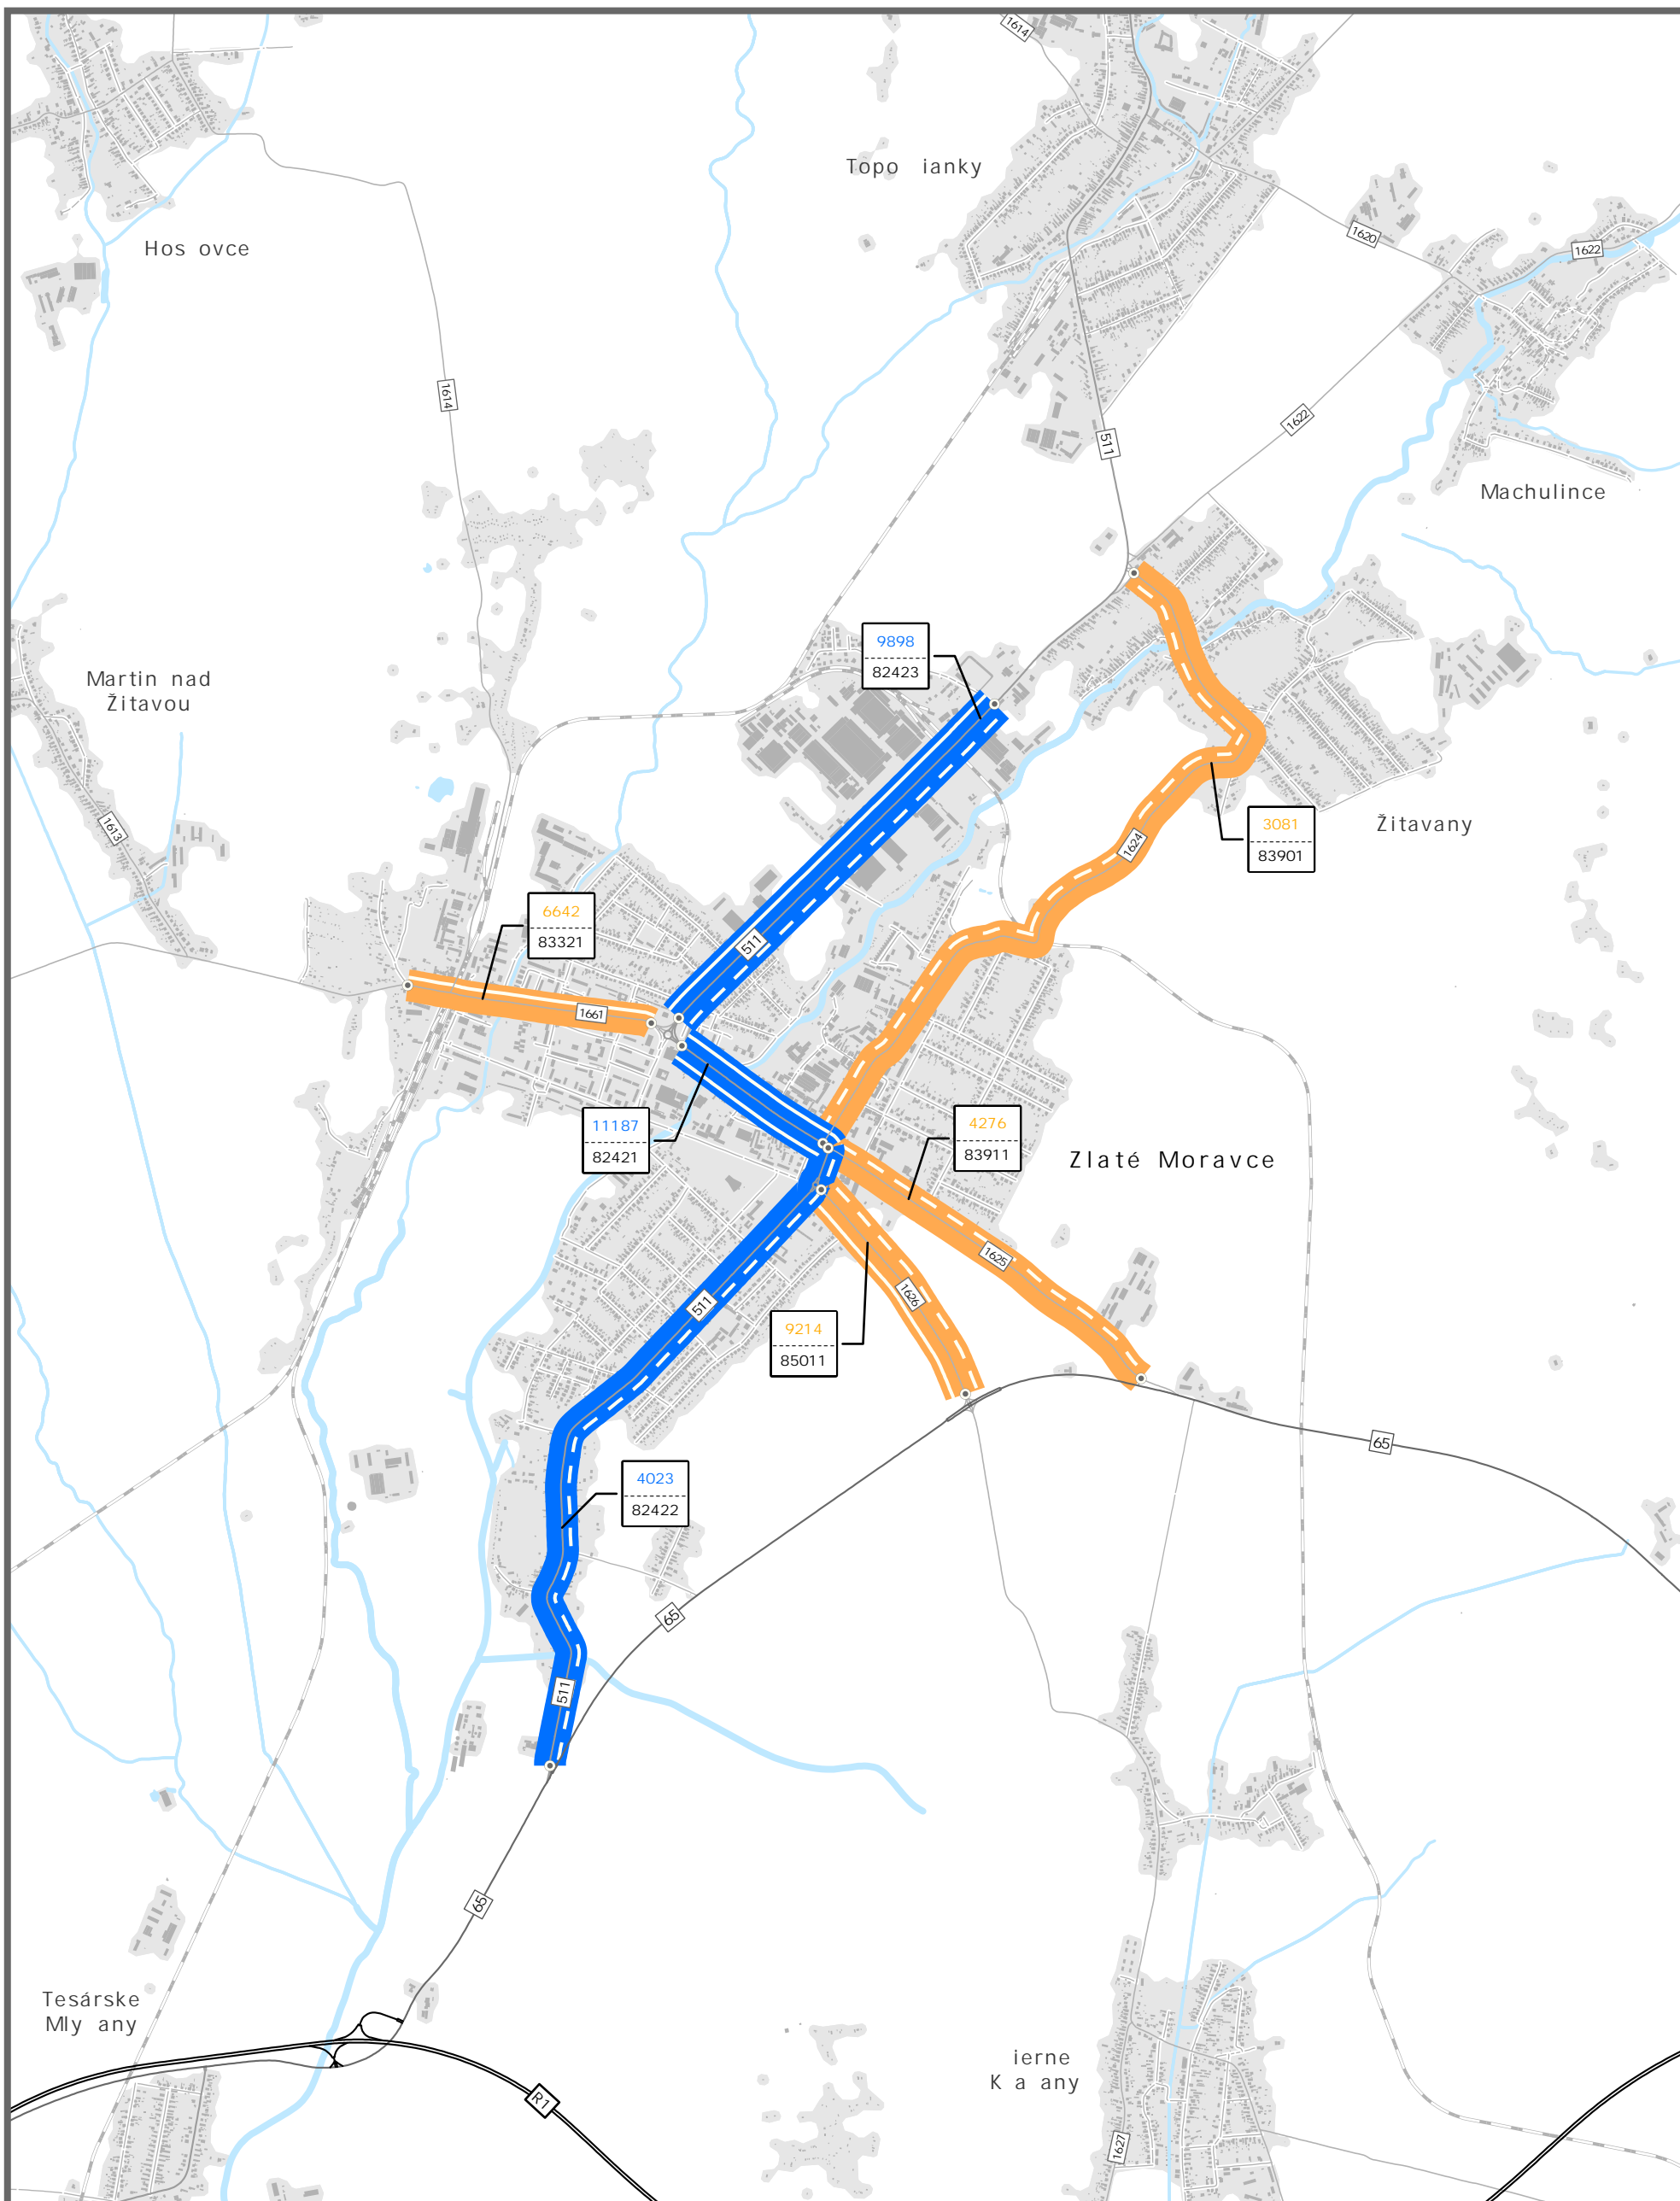 1614
Topo ianky
Hos ovce
1620
1622
1614
1622
511
Machulince
9898
82423
Martin nad
Žitavou
1613
3081
83901
Žitavany
1624
6642
83321
511
1661
11187
82421
4276
83911
Zlaté Moravce
1625
1626
511
9214
85011
65
4023
82422
65
511
65
Tesárske
Mly any
ierne
K a any
R1
1627